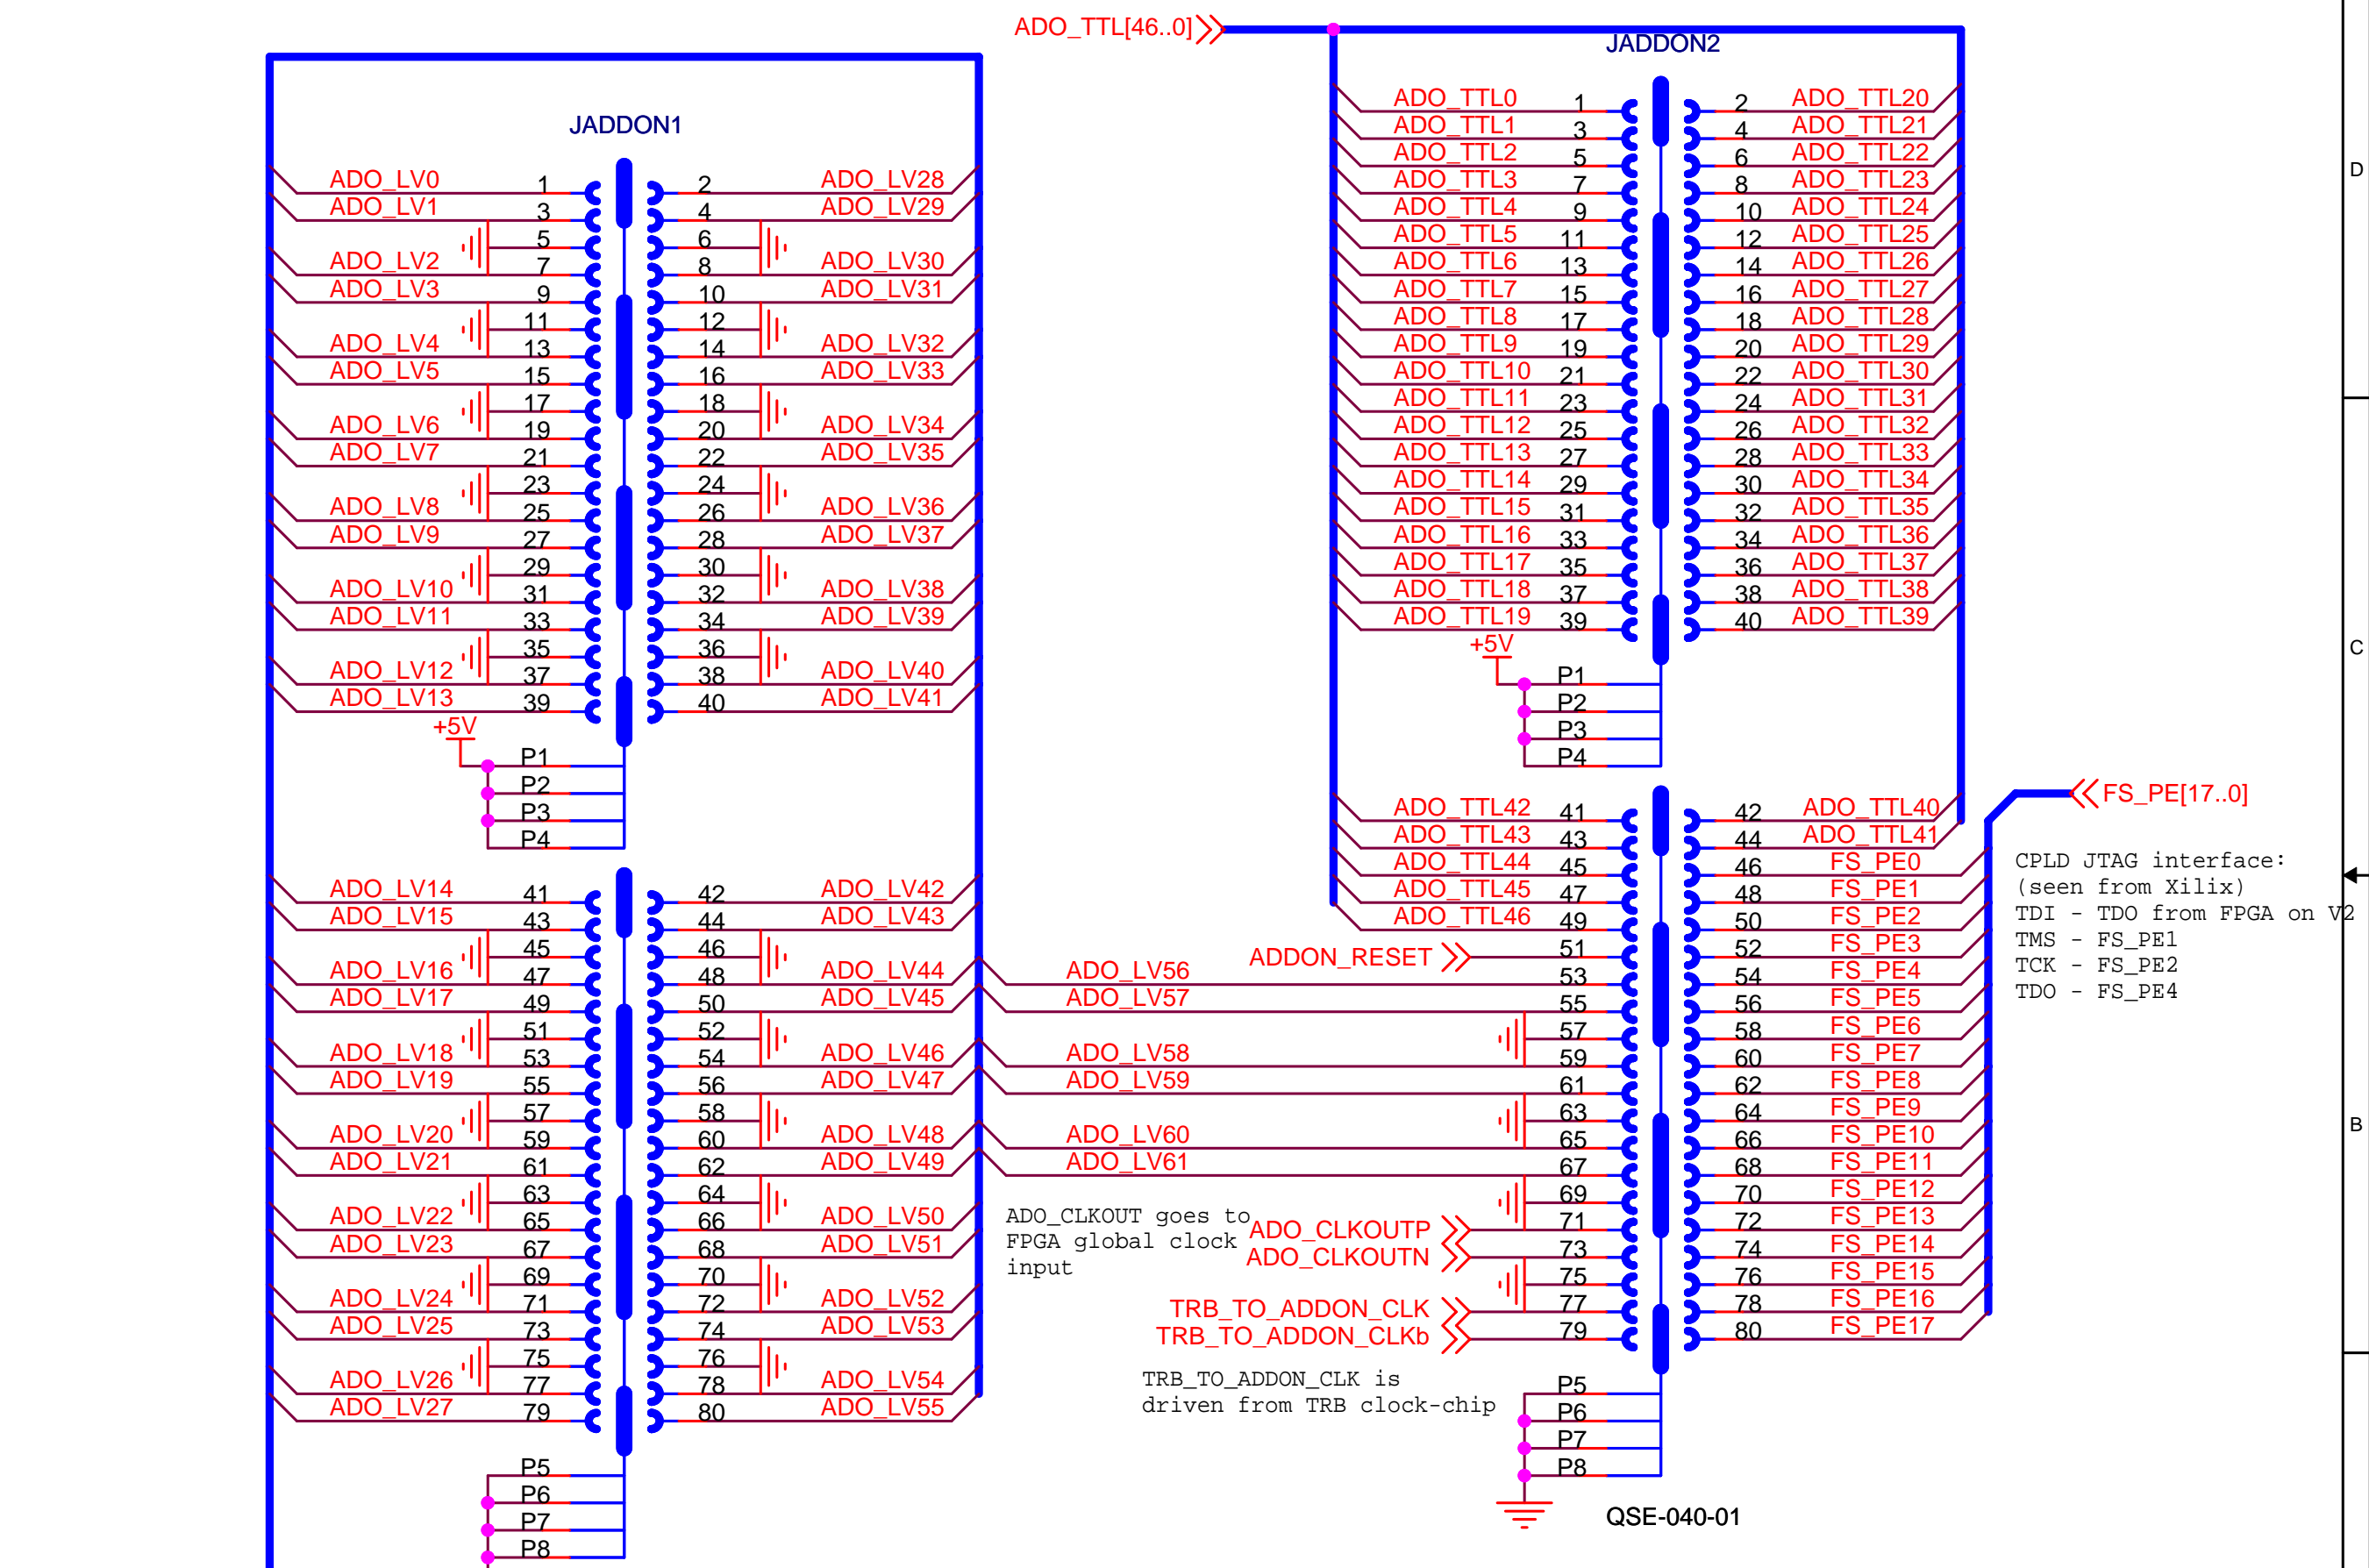 ADO_TTL[46..0]
JADDON2
ADO_TTL0 1 2 ADO_TTL20
ADO_TTL1 3 4 ADO_TTL21
ADO_TTL2 5 6 ADO_TTL22
ADO_TTL3 7 8 ADO_TTL23
ADO_TTL4 9 10 ADO_TTL24
ADO_TTL5 11 12 ADO_TTL25
ADO_TTL6 13 14 ADO_TTL26
ADO_TTL7 15 16 ADO_TTL27
ADO_TTL8 17 18 ADO_TTL28
ADO_TTL9 19 20 ADO_TTL29
ADO_TTL10 21 22 ADO_TTL30
ADO_TTL11 23 24 ADO_TTL31
ADO_TTL12 25 26 ADO_TTL32
ADO_TTL13 27 28 ADO_TTL33
ADO_TTL14 29 30 ADO_TTL34
ADO_TTL15 31 32 ADO_TTL35
ADO_TTL16 33 34 ADO_TTL36
ADO_TTL17 35 36 ADO_TTL37
ADO_TTL18 37 38 ADO_TTL38
ADO_TTL19 39 40 ADO_TTL39
+5V
P1
P2
P3
P4
ADO_TTL42 41 42 ADO_TTL40
ADO_TTL43 43 44 ADO_TTL41
ADO_TTL44 45 46 FS_PE0
ADO_TTL45 47 48 FS_PE1
ADO_TTL46 49 50 FS_PE2
ADDON_RESET 51 52 FS_PE3
ADO_LV56 53 54 FS_PE4
ADO_LV57 55 56 FS_PE5
57 58 FS_PE6
ADO_LV58 59 60 FS_PE7
ADO_LV59 61 62 FS_PE8
63 64 FS_PE9
ADO_LV60 65 66 FS_PE10
ADO_LV61 67 68 FS_PE11
69 70 FS_PE12
ADO_CLKOUTP 71 72 FS_PE13
ADO_CLKOUTN 73 74 FS_PE14
75 76 FS_PE15
TRB_TO_ADDON_CLK 77 78 FS_PE16
TRB_TO_ADDON_CLKb 79 80 FS_PE17
P5
P6
P7
P8
QSE-040-01
ADO_CLKOUT goes to
FPGA global clock
input
TRB_TO_ADDON_CLK is
driven from TRB clock-chip
FS_PE[17..0]
CPLD JTAG interface:
(seen from Xilix)
TDI - TDO from FPGA on V2
TMS - FS_PE1
TCK - FS_PE2
TDO - FS_PE4
JADDON1
ADO_LV0 1 2 ADO_LV28
ADO_LV1 3 4 ADO_LV29
5 6
ADO_LV2 7 8 ADO_LV30
ADO_LV3 9 10 ADO_LV31
11 12
ADO_LV4 13 14 ADO_LV32
ADO_LV5 15 16 ADO_LV33
17 18
ADO_LV6 19 20 ADO_LV34
ADO_LV7 21 22 ADO_LV35
23 24
ADO_LV8 25 26 ADO_LV36
ADO_LV9 27 28 ADO_LV37
29 30
ADO_LV10 31 32 ADO_LV38
ADO_LV11 33 34 ADO_LV39
35 36
ADO_LV12 37 38 ADO_LV40
ADO_LV13 39 40 ADO_LV41
+5V
P1
P2
P3
P4
ADO_LV14 41 42 ADO_LV42
ADO_LV15 43 44 ADO_LV43
45 46
ADO_LV16 47 48 ADO_LV44
ADO_LV17 49 50 ADO_LV45
51 52
ADO_LV18 53 54 ADO_LV46
ADO_LV19 55 56 ADO_LV47
57 58
ADO_LV20 59 60 ADO_LV48
ADO_LV21 61 62 ADO_LV49
63 64
ADO_LV22 65 66 ADO_LV50
ADO_LV23 67 68 ADO_LV51
69 70
ADO_LV24 71 72 ADO_LV52
ADO_LV25 73 74 ADO_LV53
75 76
ADO_LV26 77 78 ADO_LV54
ADO_LV27 79 80 ADO_LV55
P5
P6
P7
P8
D
C
B